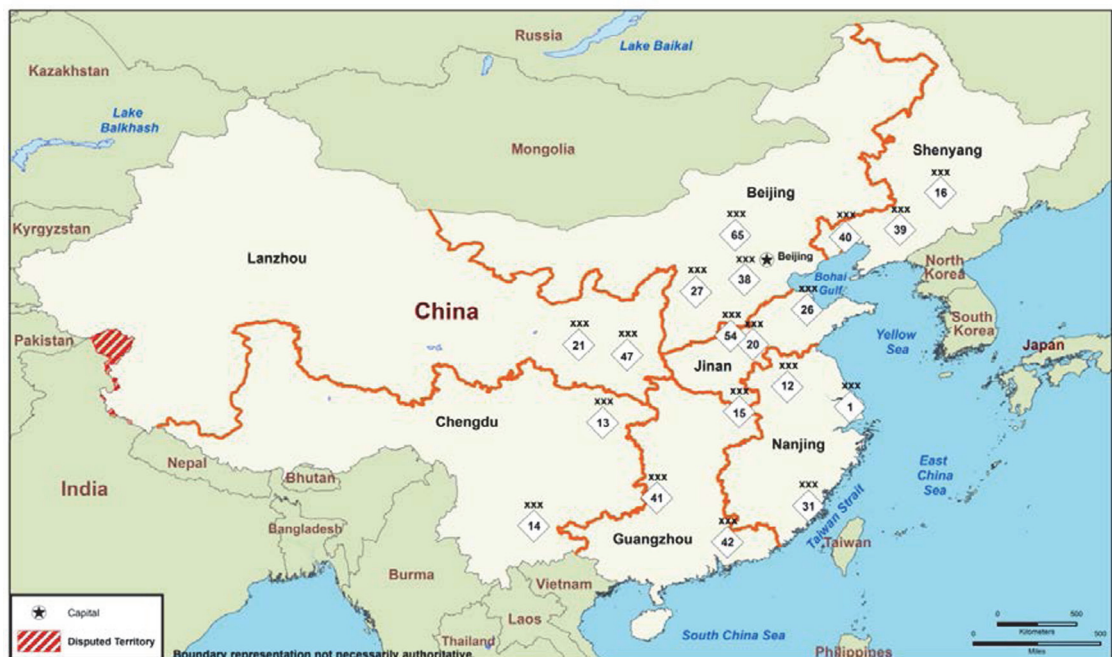 Russia
Lake Baikal
Kazakhstan
Lake
Balkhash
Mongolia
Shenyang
xxx
16
Beijing
xxx
65
xxx
40
xxx
39
Kyrgyzstan
Lanzhou
Beijing
xxx
38
xxx
27
Bohai
Gulf
North
Korea
xxx
26
China
South
Korea
Yellow
Sea
Japan
Pakistan
xxx
21
xxx
47
xxx
54
xxx
20
Jinan
xxx
12
xxx
1
Chengdu
xxx
13
xxx
15
Nanjing
Nepal
Bhutan
India
East
China
Sea
xxx
41
xxx
31
Taiwan Strait
xxx
14
Bangladesh
Guangzhou
xxx
42
Taiwan
Burma
Vietnam
Laos
Thailand
South China Sea
Philippines
Capital
Disputed Territory
Boundary representation not necessarily authoritative.
0 500
Kilometers
0 500
Miles